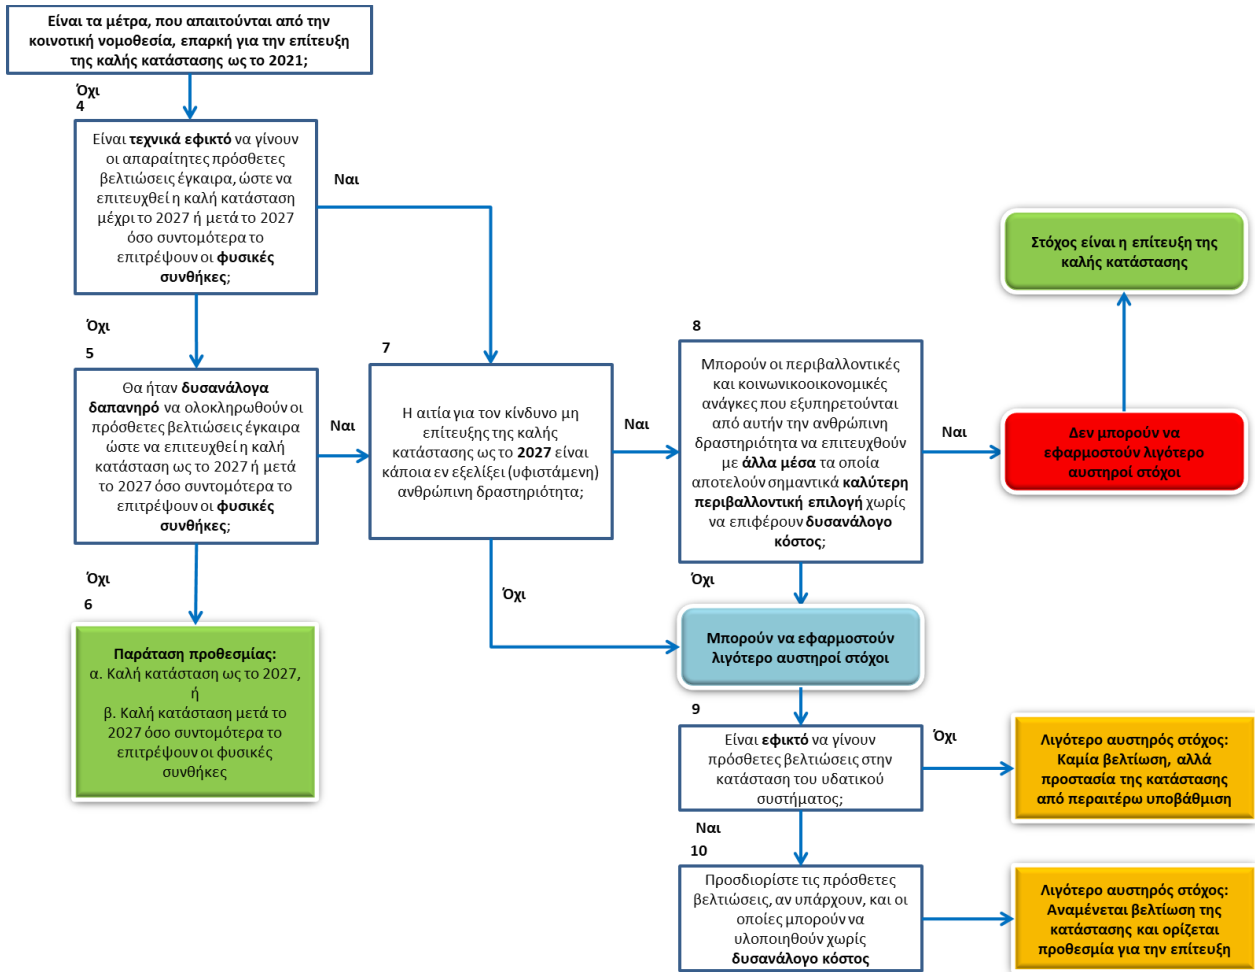 Είναι τα μέτρα, που απαιτούνται από την
κοινοτική νομοθεσία, επαρκή για την επίτευξη
της καλής κατάστασης ως το 2021;
Όχι
4
Είναι τεχνικά εφικτό να γίνουν
οι απαραίτητες πρόσθετες
βελτιώσεις έγκαιρα, ώστε να
επιτευχθεί η καλή κατάσταση
μέχρι το 2027 ή μετά το 2027
όσο συντομότερα το
επιτρέψουν οι φυσικές
συνθήκες;
Ναι
Όχι
5
Θα ήταν δυσανάλογα
δαπανηρό να ολοκληρωθούν οι
πρόσθετες βελτιώσεις έγκαιρα
ώστε να επιτευχθεί η καλή
κατάσταση ως το 2027 ή μετά
το 2027 όσο συντομότερα το
επιτρέψουν οι φυσικές
συνθήκες;
Ναι
Όχι
6
Παράταση προθεσμίας:
α. Καλή κατάσταση ως το 2027,
ή
β. Καλή κατάσταση μετά το
2027 όσο συντομότερα το
επιτρέψουν οι φυσικές
συνθήκες
7
Η αιτία για τον κίνδυνο μη
επίτευξης της καλής
κατάστασης ως το 2027 είναι
κάποια εν εξελίξει (υφιστάμενη)
ανθρώπινη δραστηριότητα;
Ναι
Όχι
8
Μπορούν οι περιβαλλοντικές
και κοινωνικοοικονομικές
ανάγκες που εξυπηρετούνται
από αυτήν την ανθρώπινη
δραστηριότητα να επιτευχθούν
με άλλα μέσα τα οποία
αποτελούν σημαντικά καλύτερη
περιβαλλοντική επιλογή χωρίς
να επιφέρουν δυσανάλογο
κόστος;
Ναι
Δεν μπορούν να
εφαρμοστούν λιγότερο
αυστηροί στόχοι
Στόχος είναι η επίτευξη της
καλής κατάστασης
Όχι
Μπορούν να εφαρμοστούν
λιγότερο αυστηροί στόχοι
9
Είναι εφικτό να γίνουν
πρόσθετες βελτιώσεις στην
κατάσταση του υδατικού
συστήματος;
Όχι
Λιγότερο αυστηρός στόχος:
Καμία βελτίωση, αλλά
προστασία της κατάστασης
από περαιτέρω υποβάθμιση
Ναι
10
Προσδιορίστε τις πρόσθετες
βελτιώσεις, αν υπάρχουν, και οι
οποίες μπορούν να
υλοποιηθούν χωρίς
δυσανάλογο κόστος
Λιγότερο αυστηρός στόχος:
Αναμένεται βελτίωση της
κατάστασης και ορίζεται
προθεσμία για την επίτευξη